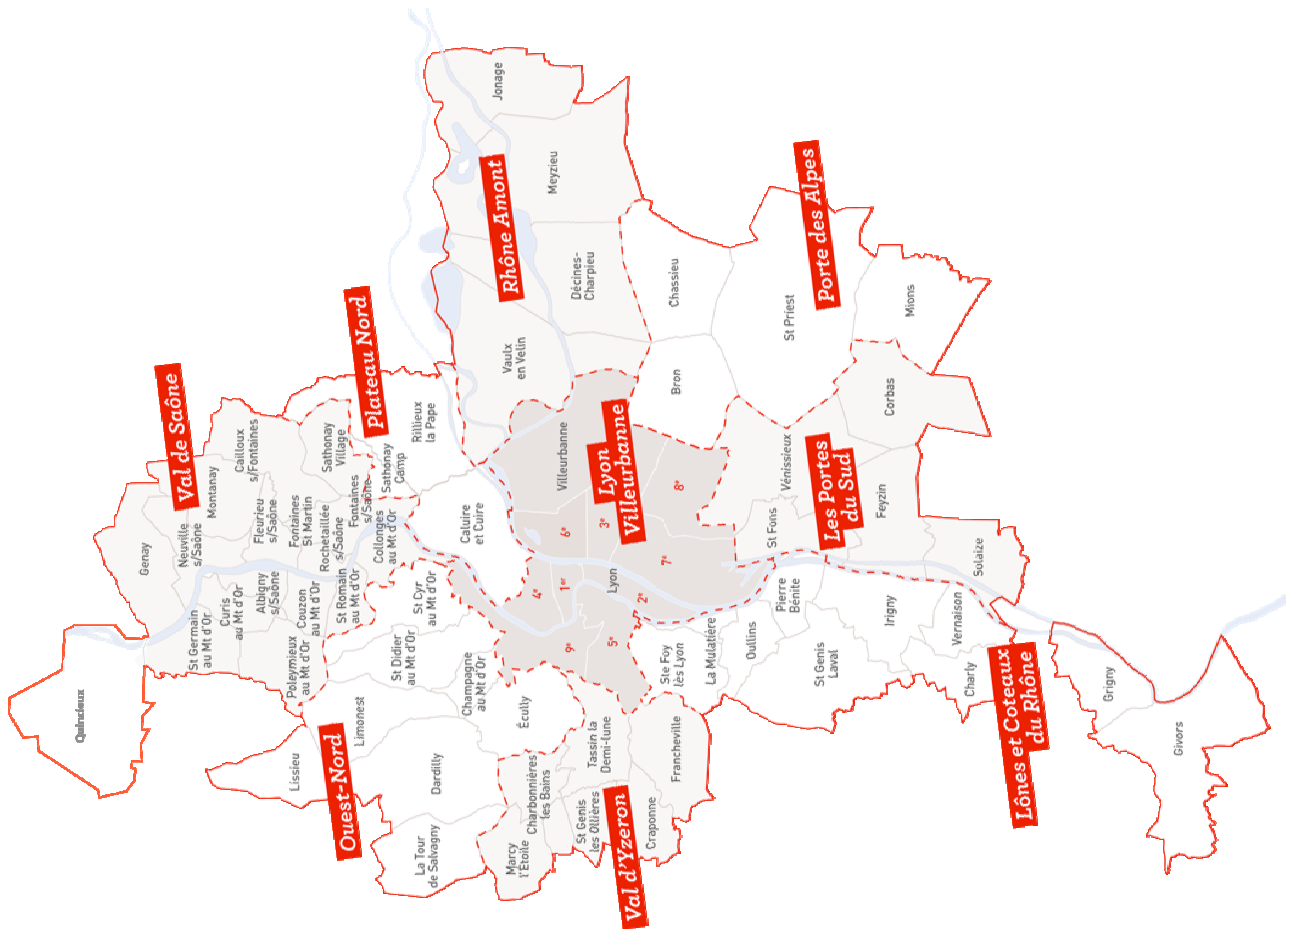 Quincieux
Genay
Val de Saône
Neuville
s/Saône
Montanay
St Germain
au Mt d'Or
Curis
au Mt d'Or
Cailloux
s/Fontaines
Albigny
s/Saône
Fleurieu
s/Saône
Poleymieux
au Mt d'Or
Couzon
au Mt d'Or
Fontaines
St Martin
Lissieu
Rochetaillée
s/Saône
Sathonay
Village
Ouest-Nord
St Romain
au Mt d'Or
Fontaines
s/Saône
Plateau Nord
Limonest
Collonges
au Mt d'Or
Sathonay
Camp
St Didier
au Mt d'Or
St Cyr
au Mt d'Or
Rillieux
la Pape
La Tour
de Salvagny
Dardilly
Champagne
au Mt d'Or
Caluire
et Cuire
Jonage
Rhône Amont
Marcy
l'Étoile
Charbonnières
les Bains
Écully
Vaulx
en Velin
Meyzieu
4e
1er
6e
9e
Villeurbanne
Décines-
Charpieu
St Genis
les Ollières
Tassin la
Demi-lune
3e
Lyon
Villeurbanne
5e
Lyon
Val d'Yzeron
2e
7e
8e
Craponne
Francheville
Ste Foy
lès Lyon
Bron
Chassieu
La Mulatière
Oullins
St Fons
Vénissieux
St Priest
Porte des Alpes
Pierre
Bénite
St Genis
Laval
Les Portes
du Sud
Irigny
Feyzin
Corbas
Mions
Vernaison
Charly
Solaize
Lônes et Coteaux
du Rhône
Grigny
Givors